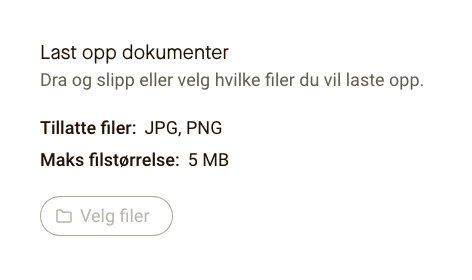 Last opp dokumenter
Dra og slipp eller velg hvilke filer du vil laste opp.
Tillatte filer: JPG, PNG
Maks filstørrelse: 5 MB
Velg filer